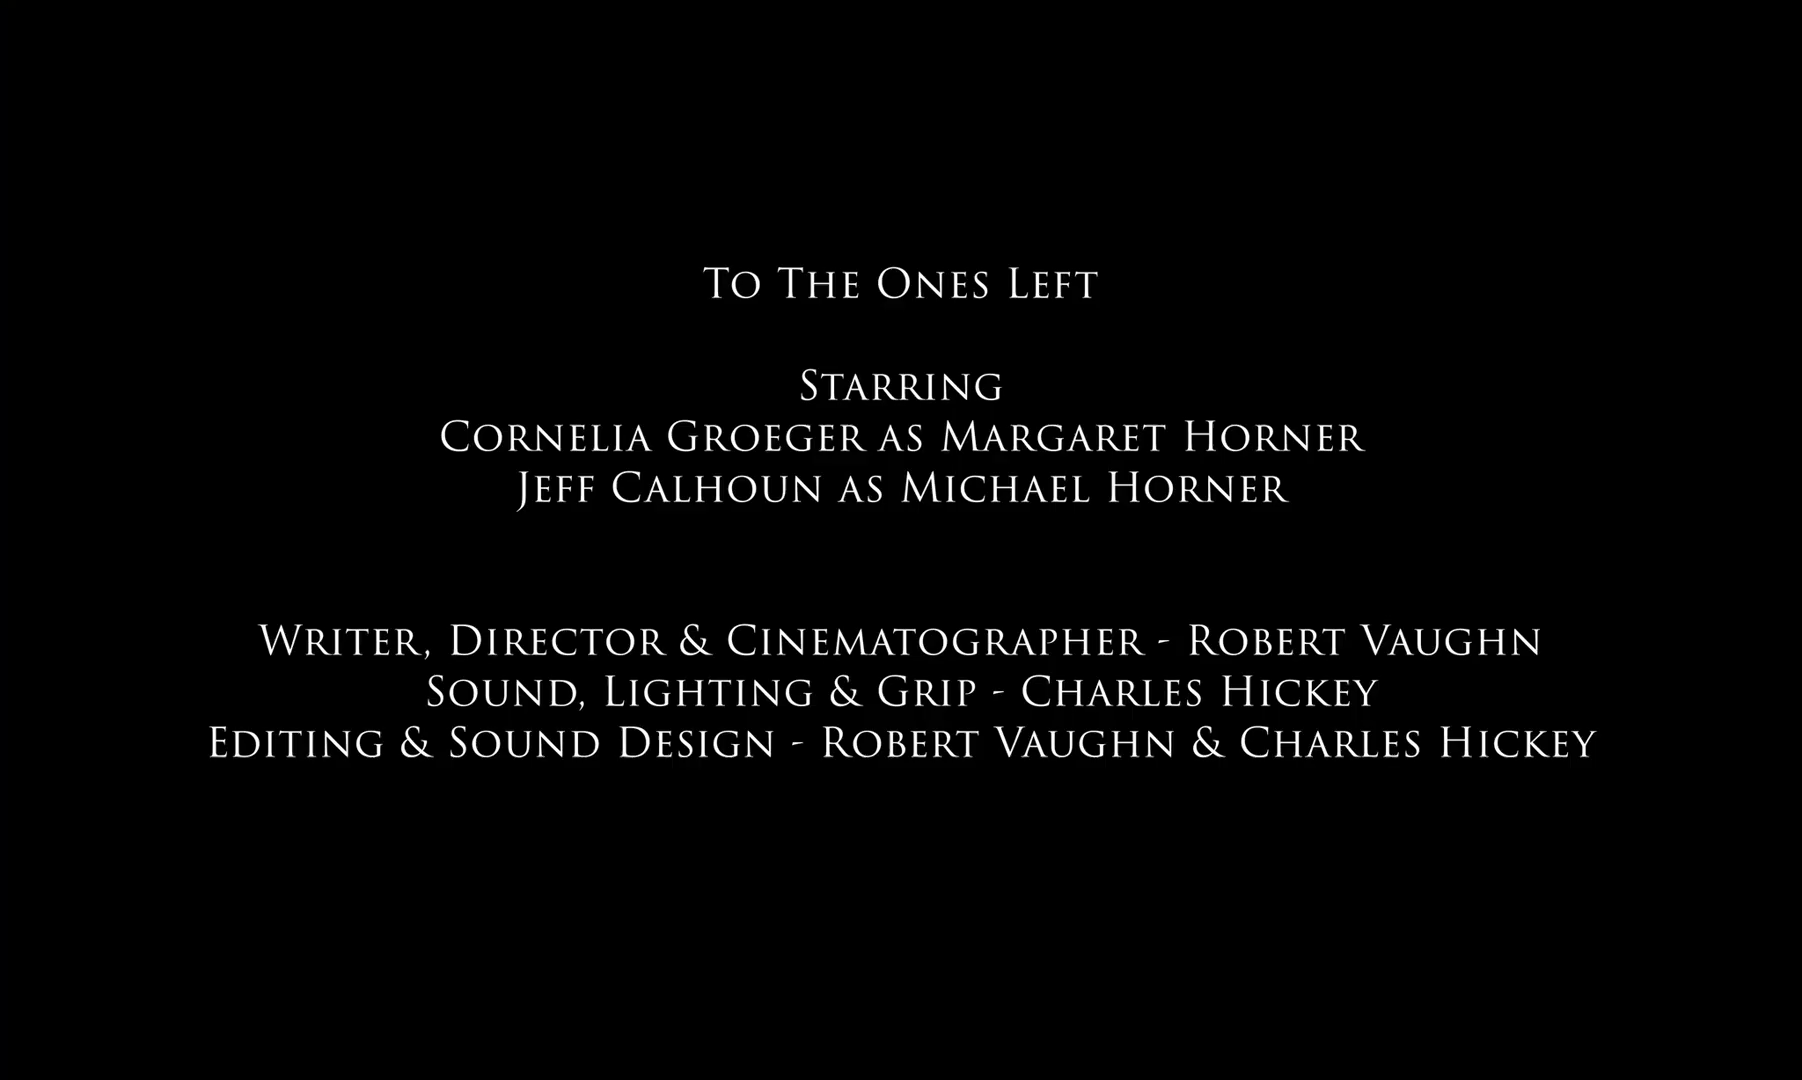 To The Ones Left
Starring
Cornelia Groeger as Margaret Horner
Jeff Calhoun as Michael Horner
Writer, Director & Cinematographer - Robert Vaughn
Sound, Lighting & Grip - Charles Hickey
Editing & Sound Design - Robert Vaughn & Charles Hickey